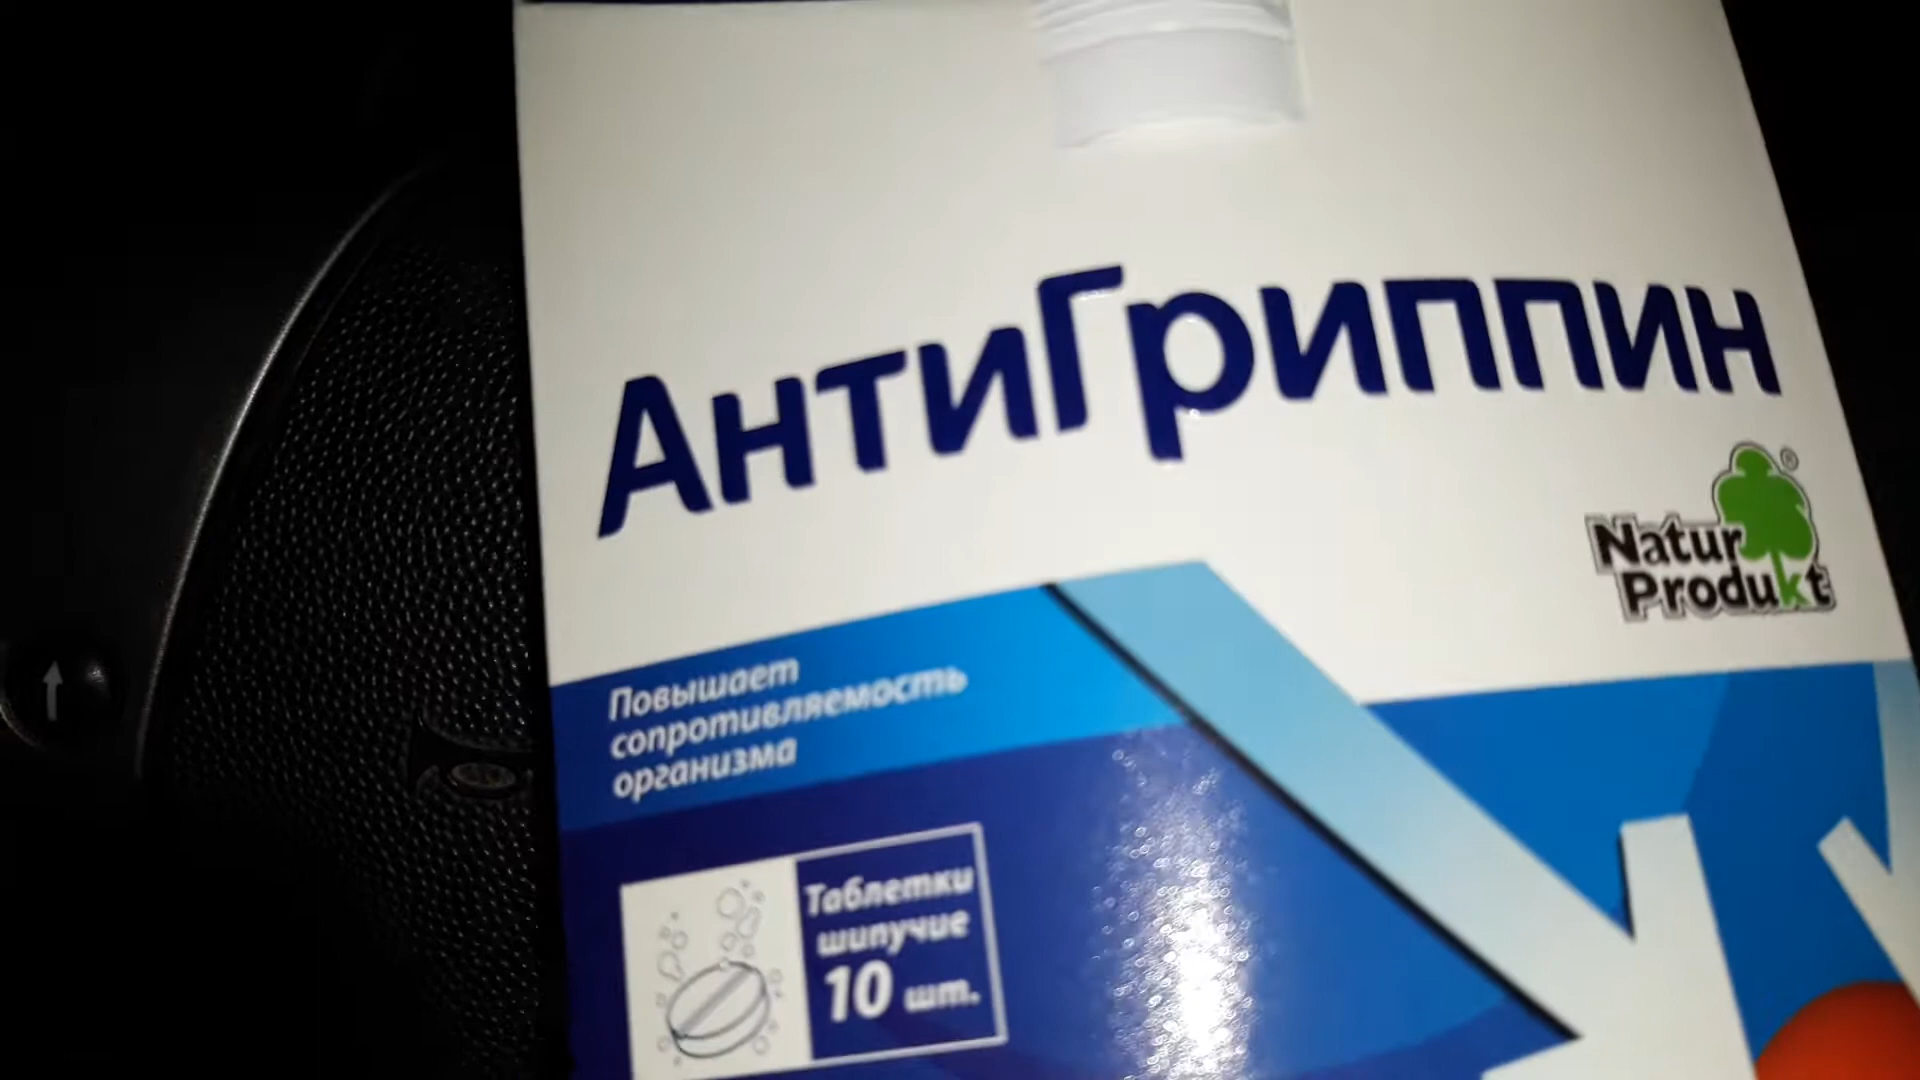 АнтиГриппин
Natur
Produkt
®
Повышает
сопротивляемость
организма
Таблетки
шипучие
10 шт.